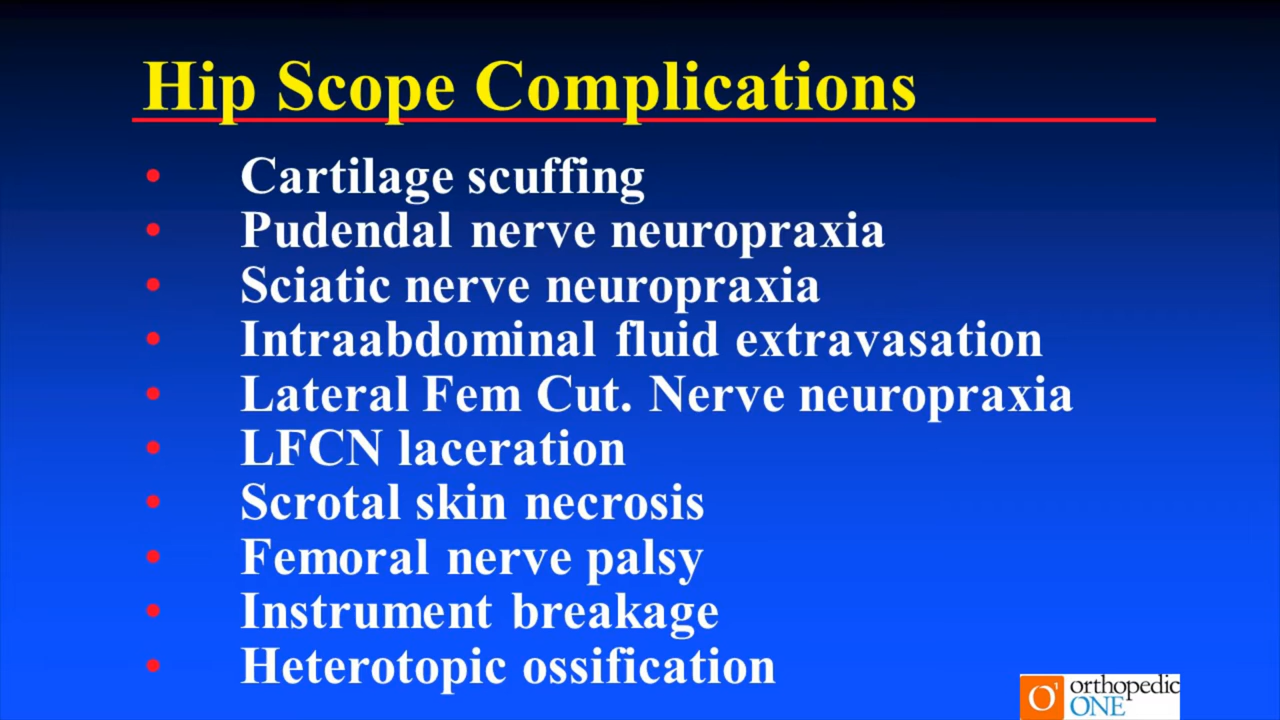 Hip Scope Complications
• Cartilage scuffing
• Pudendal nerve neuropraxia
• Sciatic nerve neuropraxia
• Intraabdominal fluid extravasation
• Lateral Fem Cut. Nerve neuropraxia
• LFCN laceration
• Scrotal skin necrosis
• Femoral nerve palsy
• Instrument breakage
• Heterotopic ossification
O1 orthopedic
ONE